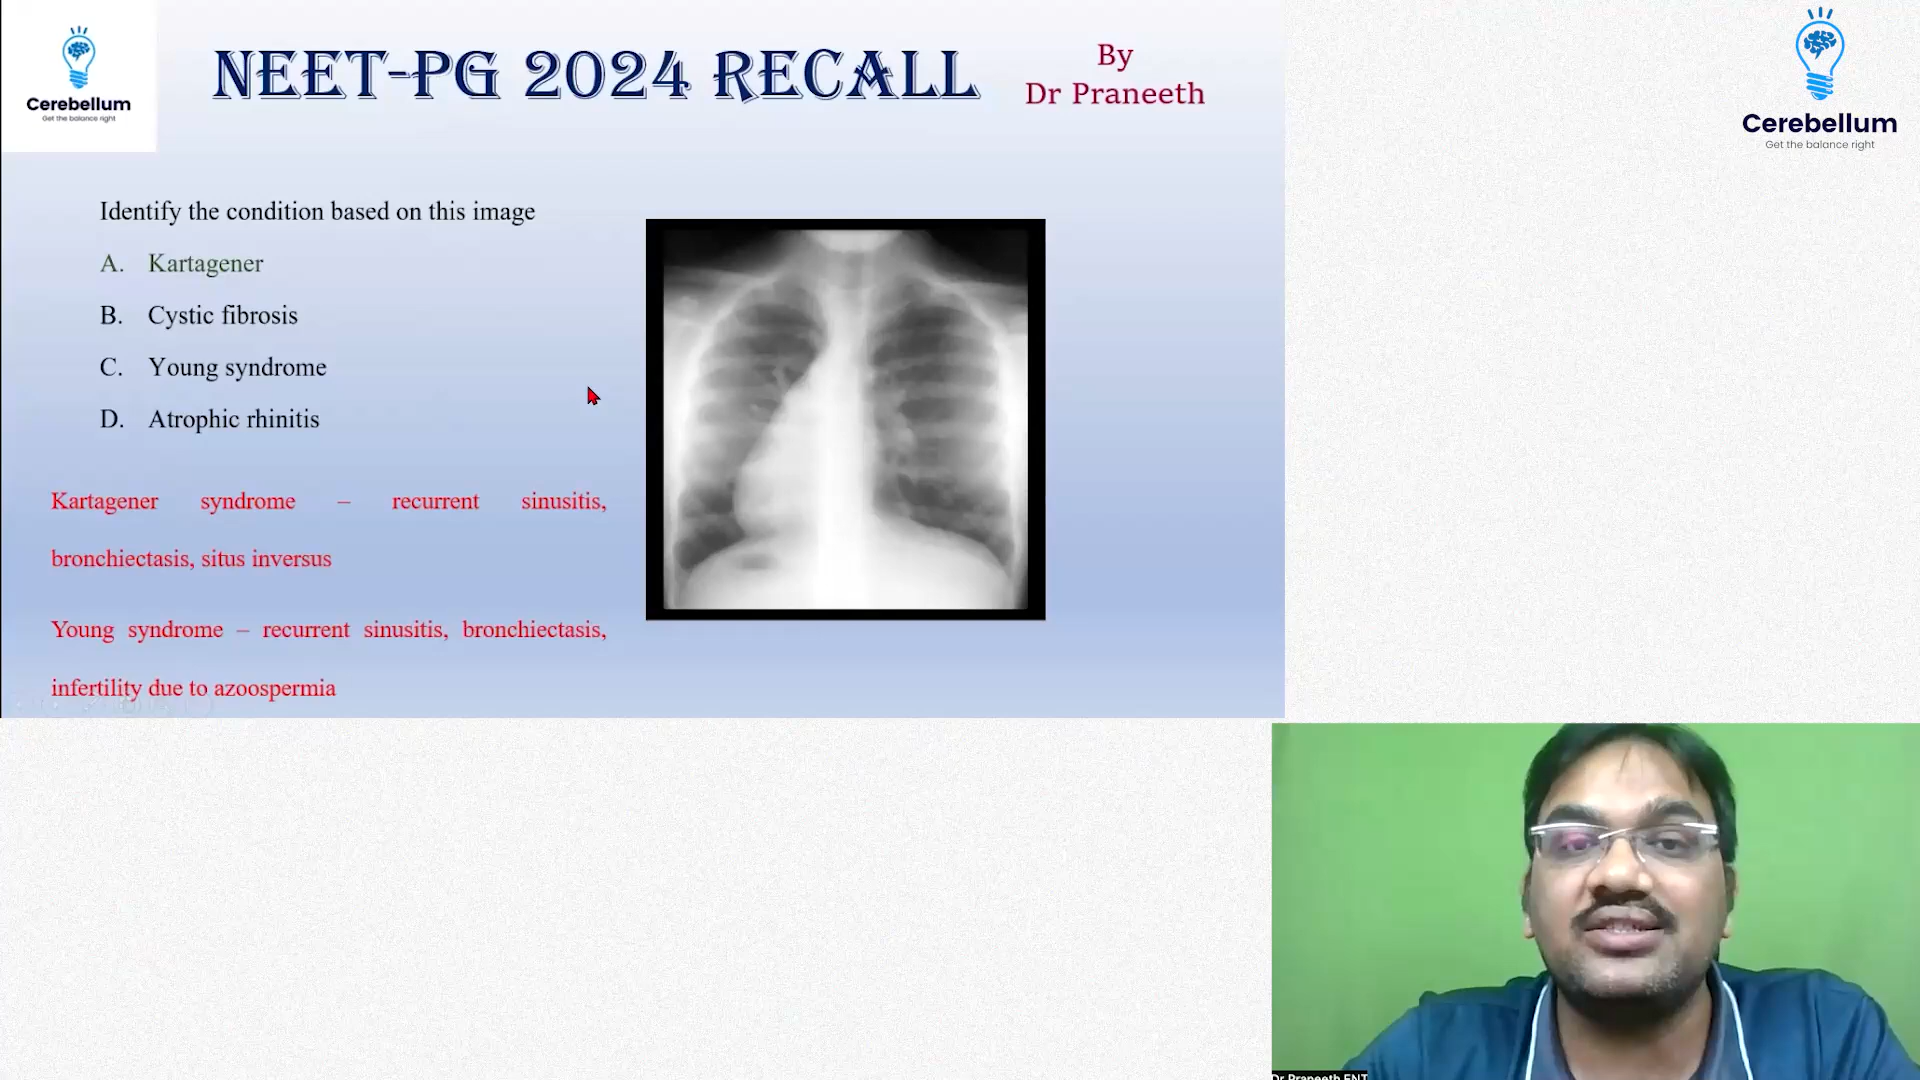 Cerebellum
Get the balance right
NEET-PG 2024 RECALL
By
Dr Praneeth
Cerebellum
Get the balance right
Identify the condition based on this image
A. Kartagener
B. Cystic fibrosis
C. Young syndrome
D. Atrophic rhinitis
Kartagener syndrome – recurrent sinusitis,
bronchiectasis, situs inversus
Young syndrome – recurrent sinusitis, bronchiectasis,
infertility due to azoospermia
Dr Praneeth ENT